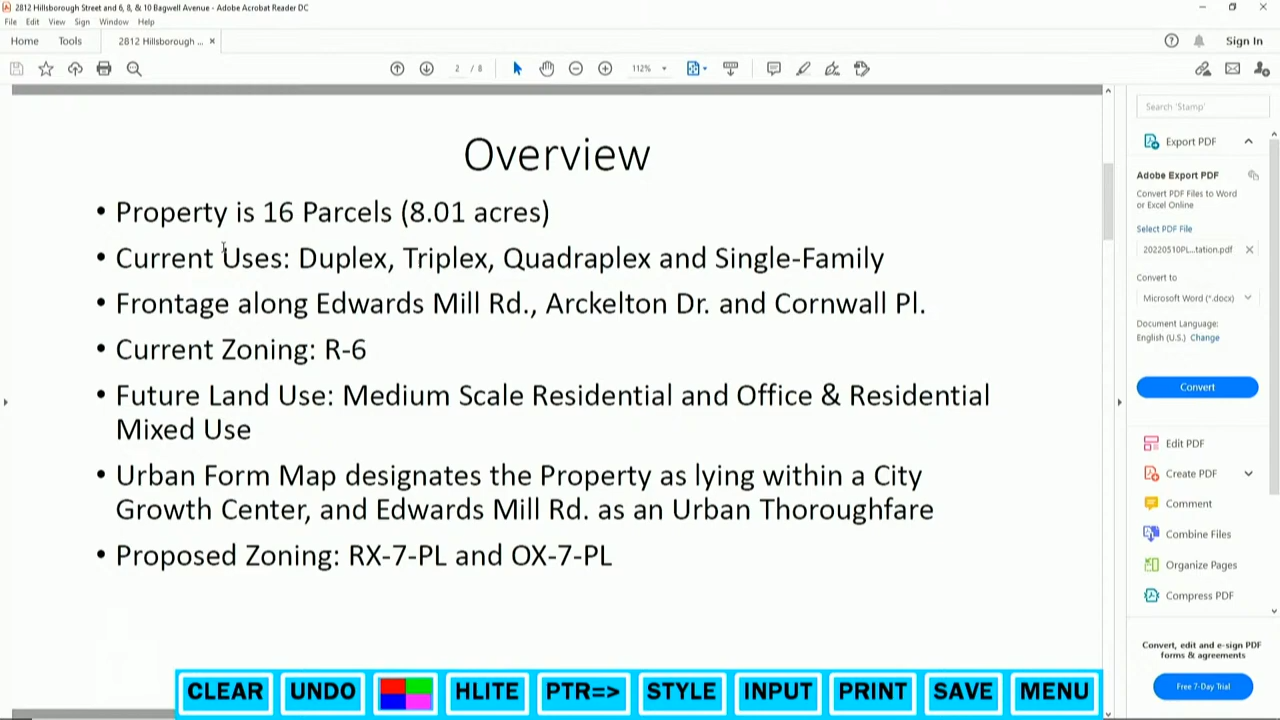 2812 Hillsborough Street and 6, 8, & 10 Bagwell Avenue - Adobe Acrobat Reader DC
File Edit View Sign Window Help
Home Tools 2812 Hillsborough ... × Sign In
2 / 8 112%
Search 'Stamp'
Export PDF
Adobe Export PDF
Convert PDF Files to Word
or Excel Online
Select PDF File
20220510PL...tation.pdf
Convert to
Microsoft Word (*.docx)
Document Language:
English (U.S.) Change
Convert
Edit PDF
Create PDF
Comment
Combine Files
Organize Pages
Compress PDF
Convert, edit and e-sign PDF
forms & agreements
Free 7-Day Trial
Overview
• Property is 16 Parcels (8.01 acres)
• Current Uses: Duplex, Triplex, Quadraplex and Single-Family
• Frontage along Edwards Mill Rd., Arckelton Dr. and Cornwall Pl.
• Current Zoning: R-6
• Future Land Use: Medium Scale Residential and Office & Residential
Mixed Use
• Urban Form Map designates the Property as lying within a City
Growth Center, and Edwards Mill Rd. as an Urban Thoroughfare
• Proposed Zoning: RX-7-PL and OX-7-PL
CLEAR UNDO HLITE PTR=> STYLE INPUT PRINT SAVE MENU